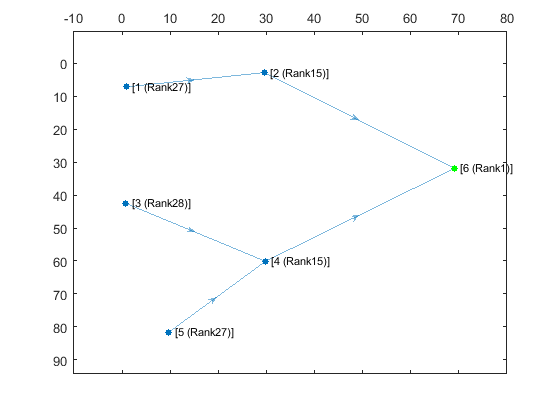 -10 0 10 20 30 40 50 60 70 80
0
10
20
30
40
50
60
70
80
90
[1 (Rank27)]
[2 (Rank15)]
[6 (Rank1)]
[3 (Rank28)]
[4 (Rank15)]
[5 (Rank27)]